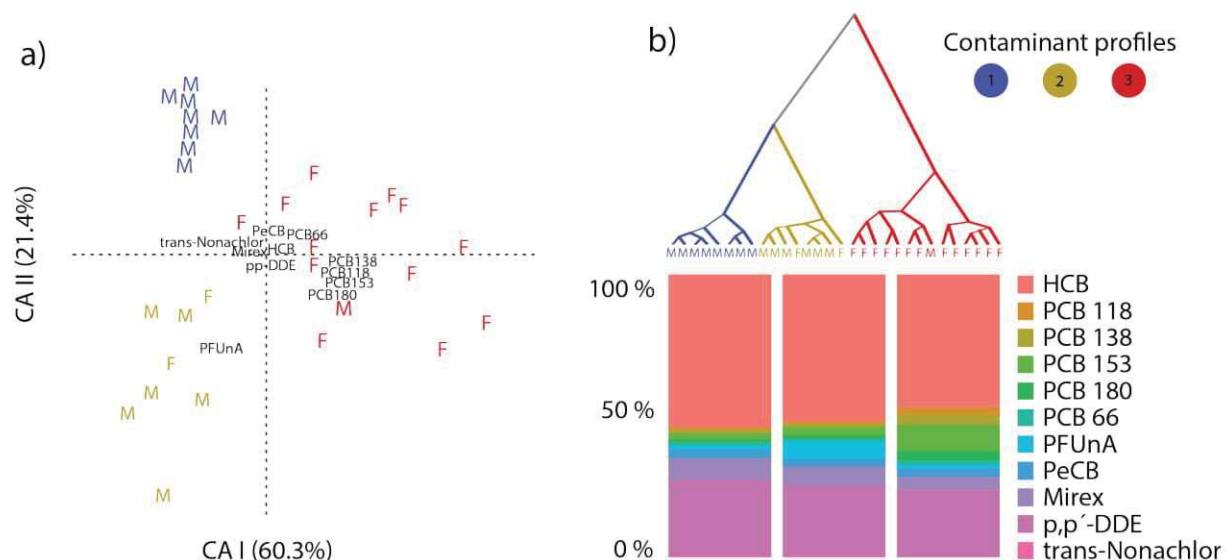 a)
M
M
M
M M
M
M
M
F
F
F
F F
F
PeCB PCB66
trans-Nonachlor
Mirex HCB F F
pp-DDE F PCB138
PCB118 F
PCB153
PCB180
F
M M M
F
F
PFUnA F
F
M
M M
M
CA II (21.4%)
CA I (60.3%)
b)
Contaminant profiles
1 2 3
MMMMMMMM MMMFMMMF FFFFFFFMFFFFFF
100 %
50 %
0 %
HCB
PCB 118
PCB 138
PCB 153
PCB 180
PCB 66
PFUnA
PeCB
Mirex
p,p´-DDE
trans-Nonachlor